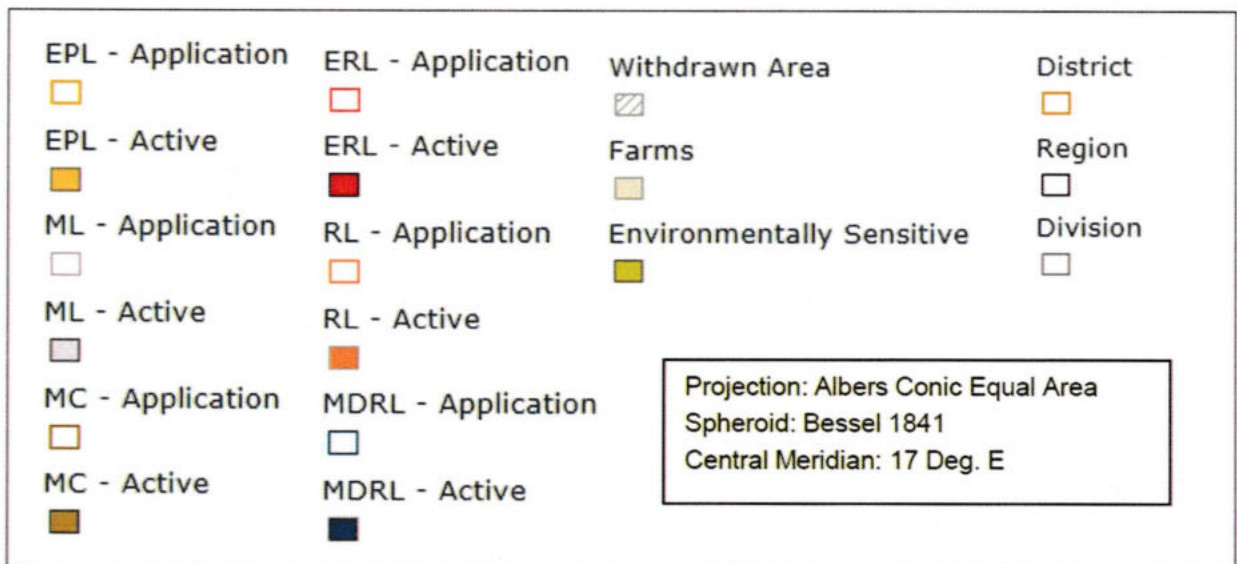 EPL - Application
EPL - Active
ML - Application
ML - Active
MC - Application
MC - Active
ERL - Application
ERL - Active
RL - Application
RL - Active
MDRL - Application
MDRL - Active
Withdrawn Area
Farms
Environmentally Sensitive
District
Region
Division
Projection: Albers Conic Equal Area
Spheroid: Bessel 1841
Central Meridian: 17 Deg. E